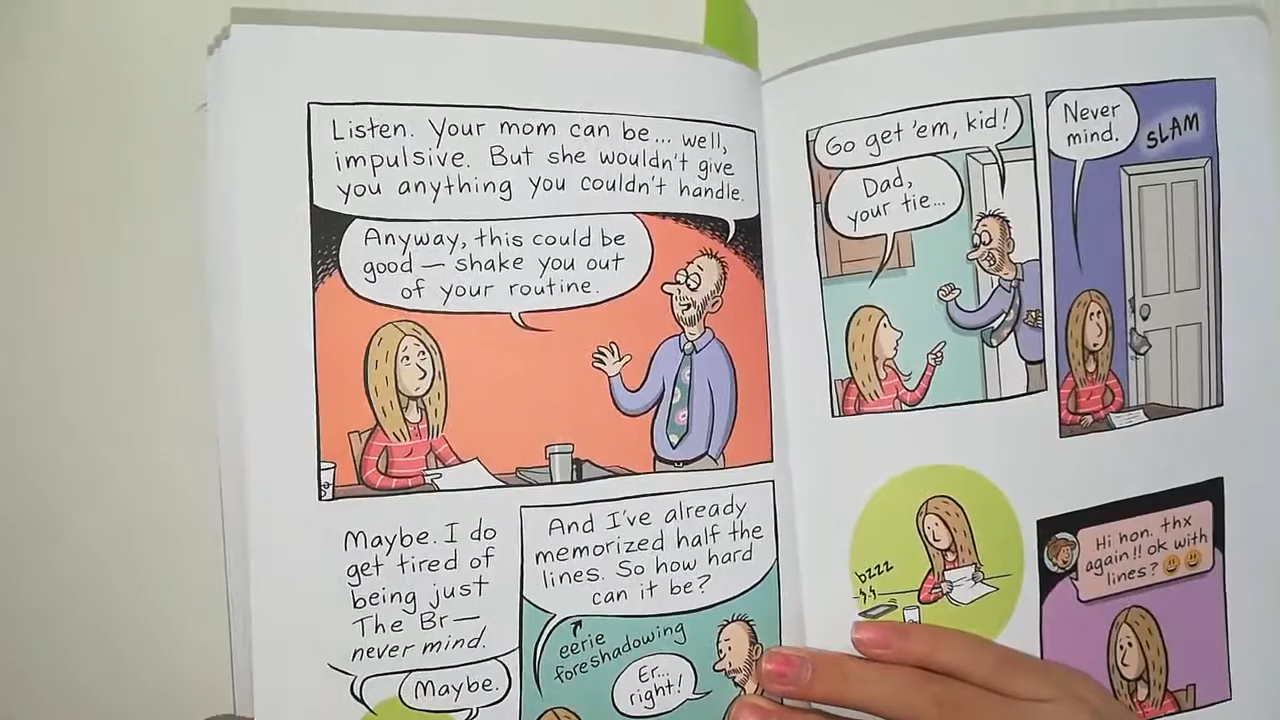 Listen. Your mom can be... well,
impulsive. But she wouldn't give
you anything you couldn't handle.
Anyway, this could be
good — shake you out
of your routine.
Maybe. I do
get tired of
being just
The Br—
never mind.
Maybe.
And I've already
memorized half the
lines. So how hard
can it be?
eerie
foreshadowing
Er...
right!
Go get 'em, kid!
Dad,
your tie...
Never
mind.
SLAM
bzzz
Hi hon. thx
again!! ok with
lines? 😃 😃